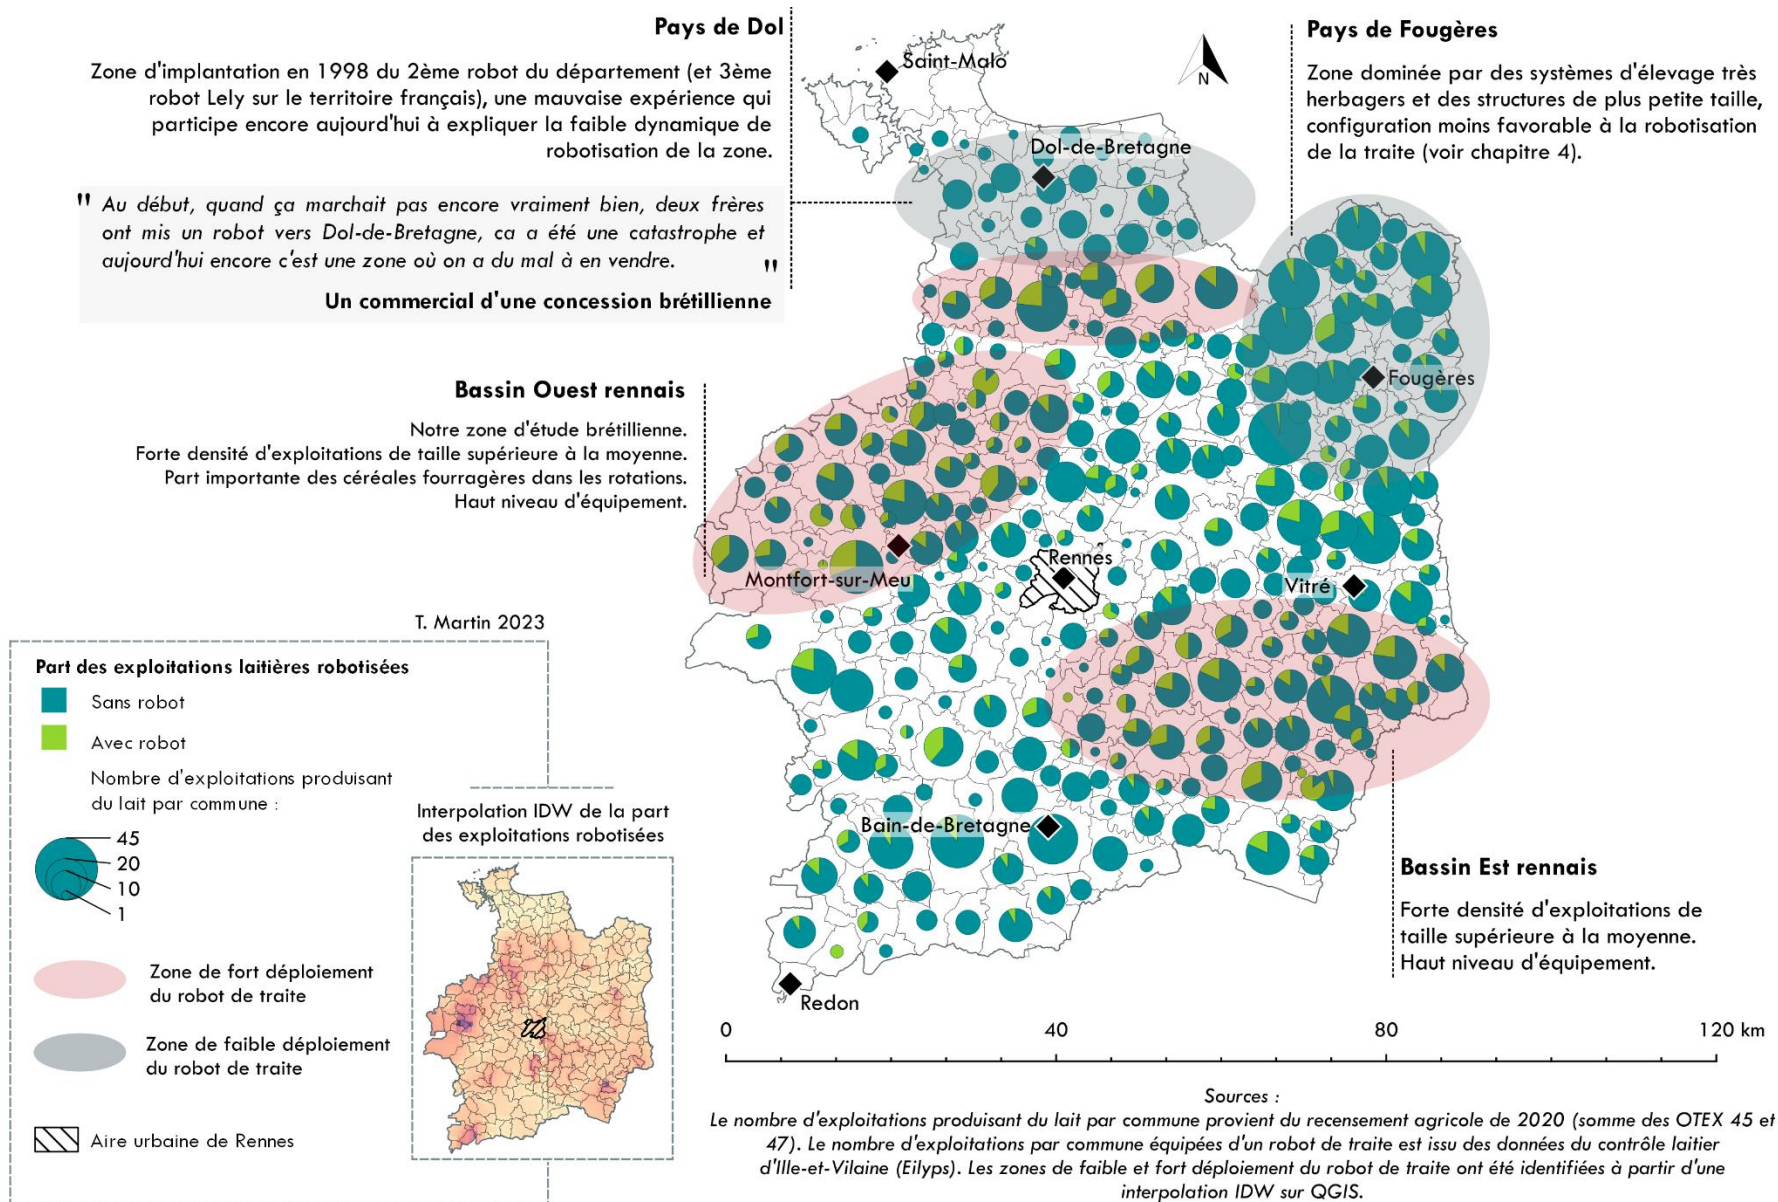 Pays de Dol
Zone d'implantation en 1998 du 2ème robot du département (et 3ème
robot Lely sur le territoire français), une mauvaise expérience qui
participe encore aujourd'hui à expliquer la faible dynamique de
robotisation de la zone.
" Au début, quand ça marchait pas encore vraiment bien, deux frères
ont mis un robot vers Dol-de-Bretagne, ca a été une catastrophe et
aujourd'hui encore c'est une zone où on a du mal à en vendre. "
Un commercial d'une concession brétillienne
Pays de Fougères
Zone dominée par des systèmes d'élevage très
herbagers et des structures de plus petite taille,
configuration moins favorable à la robotisation
de la traite (voir chapitre 4).
N
Saint-Malo
Dol-de-Bretagne
Fougères
Bassin Ouest rennais
Notre zone d'étude brétillienne.
Forte densité d'exploitations de taille supérieure à la moyenne.
Part importante des céréales fourragères dans les rotations.
Haut niveau d'équipement.
Montfort-sur-Meu
Rennes
Vitré
Bain-de-Bretagne
Redon
Bassin Est rennais
Forte densité d'exploitations de
taille supérieure à la moyenne.
Haut niveau d'équipement.
T. Martin 2023
Part des exploitations laitières robotisées
Sans robot
Avec robot
Nombre d'exploitations produisant
du lait par commune :
45
20
10
1
Zone de fort déploiement
du robot de traite
Zone de faible déploiement
du robot de traite
Aire urbaine de Rennes
Interpolation IDW de la part
des exploitations robotisées
0 40 80 120 km
Sources :
Le nombre d'exploitations produisant du lait par commune provient du recensement agricole de 2020 (somme des OTEX 45 et
47). Le nombre d'exploitations par commune équipées d'un robot de traite est issu des données du contrôle laitier
d'Ille-et-Vilaine (Eilyps). Les zones de faible et fort déploiement du robot de traite ont été identifiées à partir d'une
interpolation IDW sur QGIS.